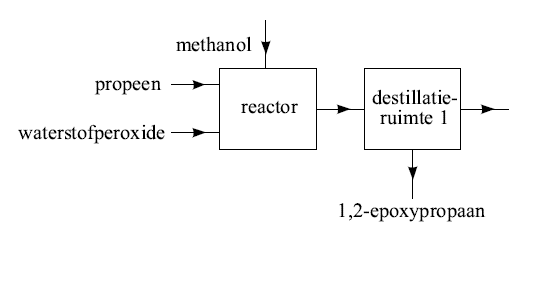 methanol
propeen
waterstofperoxide
reactor
destillatie-
ruimte 1
1,2-epoxypropaan